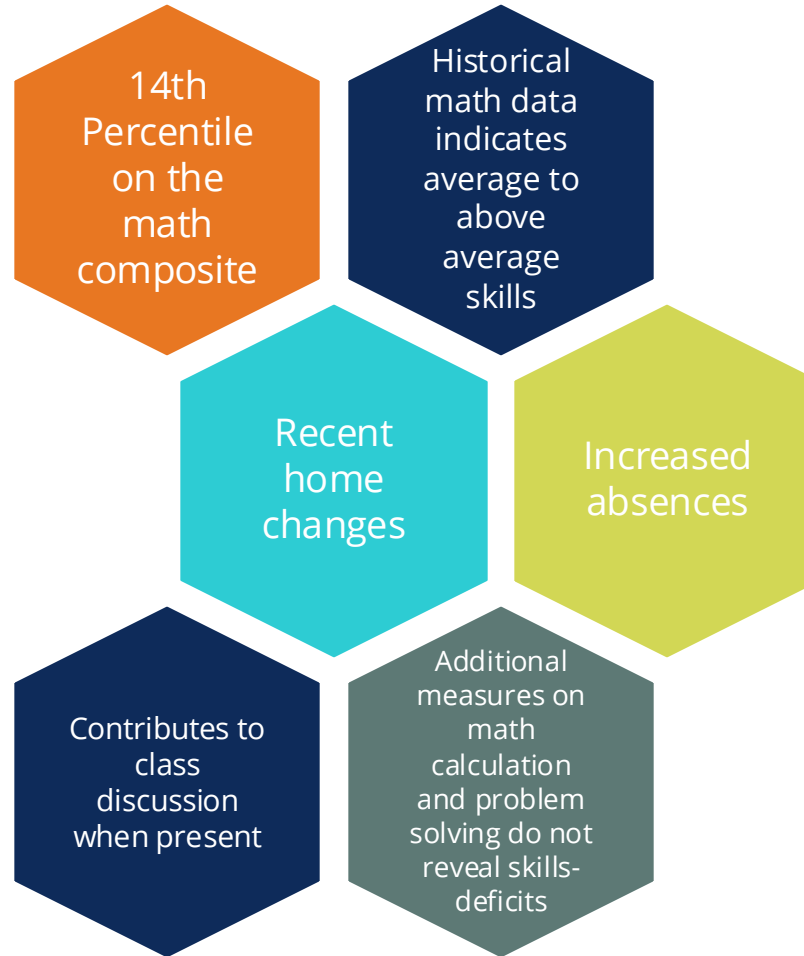 14th
Percentile
on the
math
composite
Historical
math data
indicates
average to
above
average
skills
Recent
home
changes
Increased
absences
Contributes to
class
discussion
when present
Additional
measures on
math
calculation
and problem
solving do not
reveal skills-
deficits